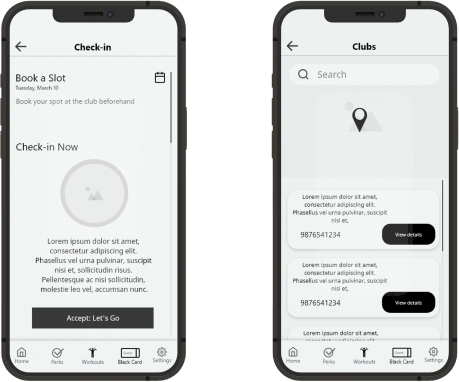 Check-in
Book a Slot
Tuesday, March 10
Book your spot at the club beforehand
Check-in Now
Lorem ipsum dolor sit amet,
consectetur adipiscing elit.
Phasellus vel urna pulvinar, suscipit
nisi et, sollicitudin risus.
Pellentesque ac nisi sollicitudin,
molestie leo vel, accumsan nunc.
Accept: Let's Go
Home Perks Workouts Black Card Settings
Clubs
Search
Lorem ipsum dolor sit amet,
consectetur adipiscing elit.
Phasellus vel urna pulvinar, suscipit
nisi et,
9876541234 View details
Lorem ipsum dolor sit amet,
consectetur adipiscing elit.
Phasellus vel urna pulvinar, suscipit
nisi et,
9876541234 View details
Lorem ipsum dolor sit amet,
Home Perks Workouts Black Card Settings